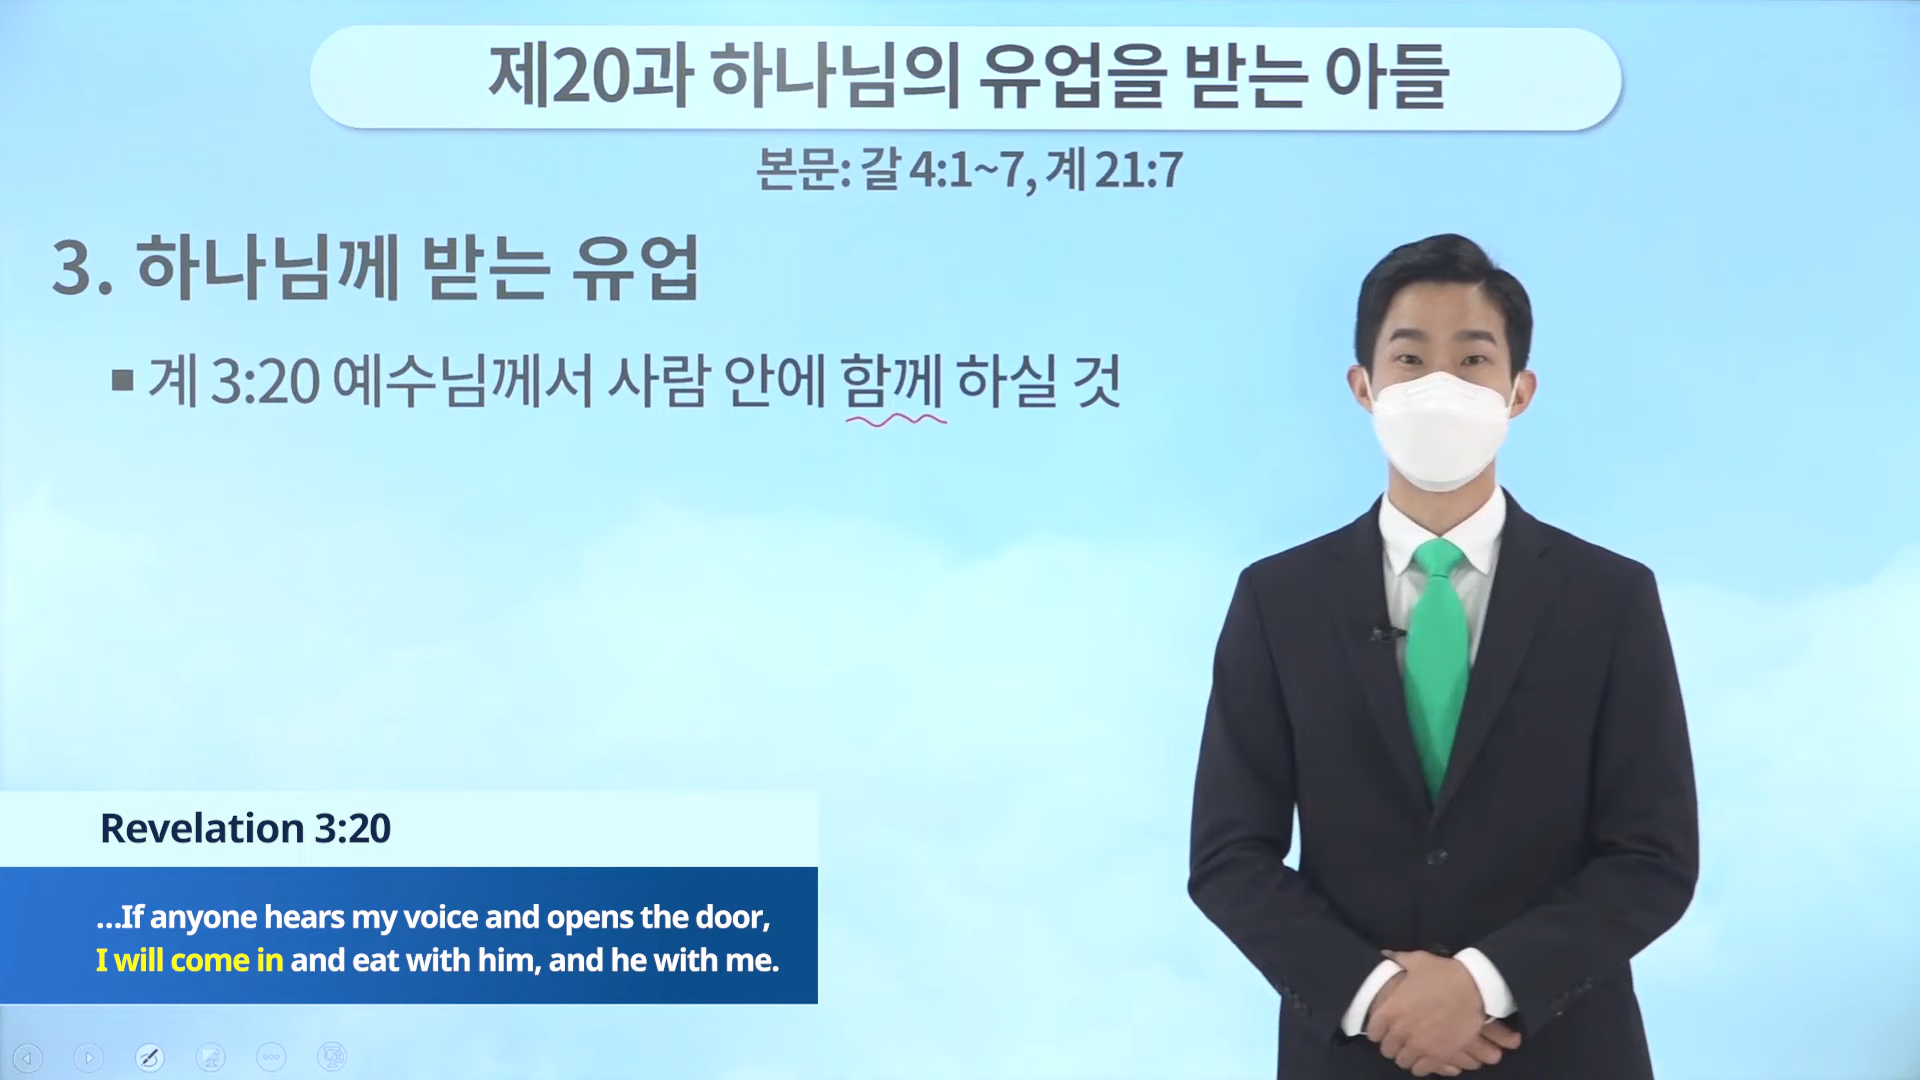 제20과 하나님의 유업을 받는 아들
본문: 갈 4:1~7, 계 21:7
3. 하나님께 받는 유업
▪ 계 3:20 예수님께서 사람 안에 함께 하실 것
Revelation 3:20
...If anyone hears my voice and opens the door,
I will come in and eat with him, and he with me.